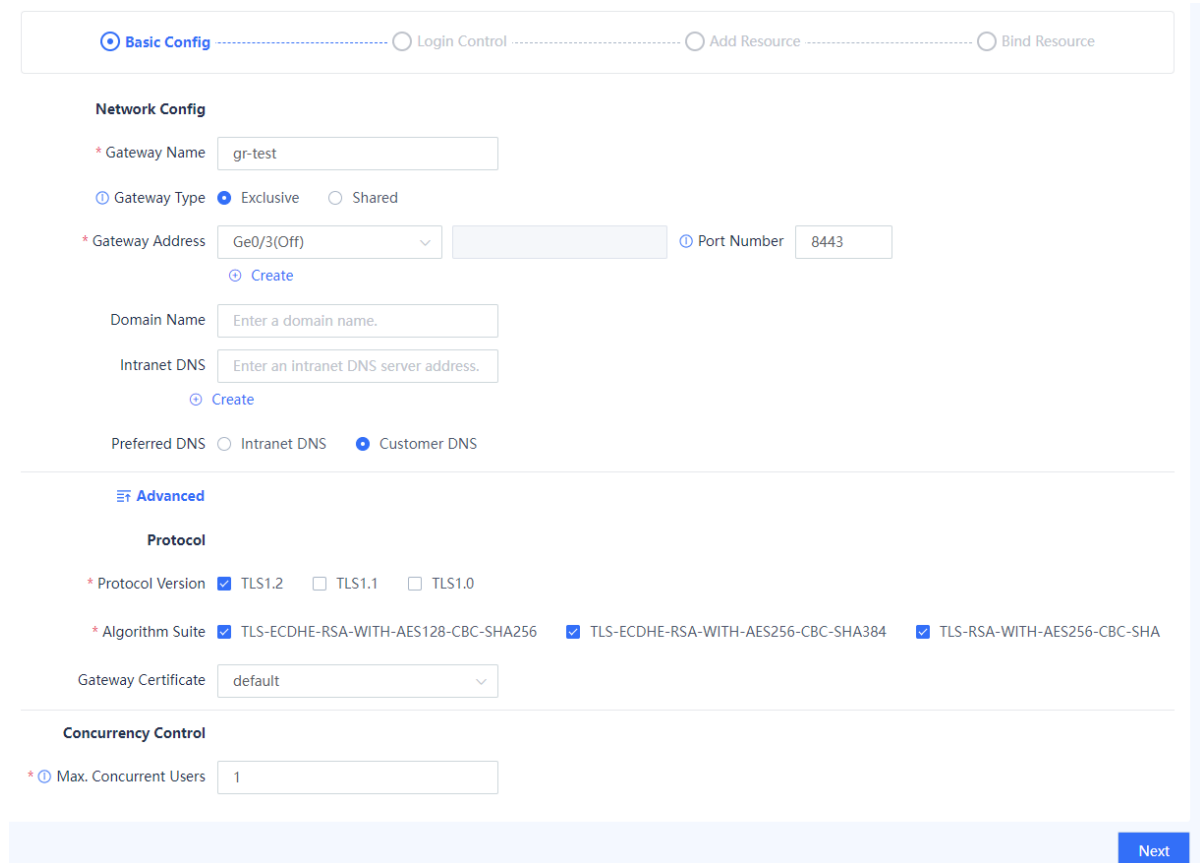 Basic Config Login Control Add Resource Bind Resource
Network Config
* Gateway Name gr-test
Gateway Type Exclusive Shared
* Gateway Address Ge0/3(Off) Port Number 8443
Create
Domain Name Enter a domain name.
Intranet DNS Enter an intranet DNS server address.
Create
Preferred DNS Intranet DNS Customer DNS
Advanced
Protocol
* Protocol Version TLS1.2 TLS1.1 TLS1.0
* Algorithm Suite TLS-ECDHE-RSA-WITH-AES128-CBC-SHA256 TLS-ECDHE-RSA-WITH-AES256-CBC-SHA384 TLS-RSA-WITH-AES256-CBC-SHA
Gateway Certificate default
Concurrency Control
* Max. Concurrent Users 1
Next